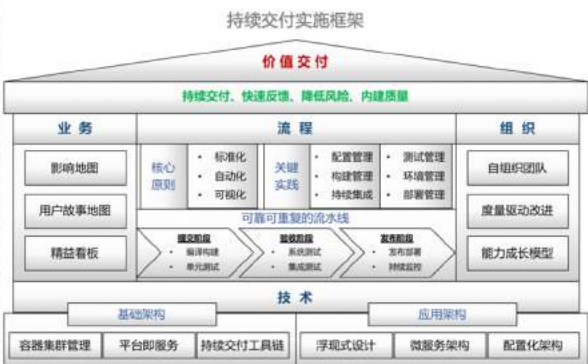 持续交付实施框架
价值交付
持续交付、快速反馈、降低风险、内建质量
业务
流程
组织
影响地图
用户故事地图
精益看板
核心
原则
• 标准化
• 自动化
• 可视化
关键
实践
• 配置管理
• 构建管理
• 持续集成
• 测试管理
• 环境管理
• 部署管理
可靠可重复的流水线
提交阶段
• 编译构建
• 单元测试
验收阶段
• 系统测试
• 集成测试
发布阶段
• 发布部署
• 持续监控
自组织团队
度量驱动改进
能力成长模型
技术
基础架构
应用架构
容器集群管理
平台即服务
持续交付工具链
浮现式设计
微服务架构
配置化架构